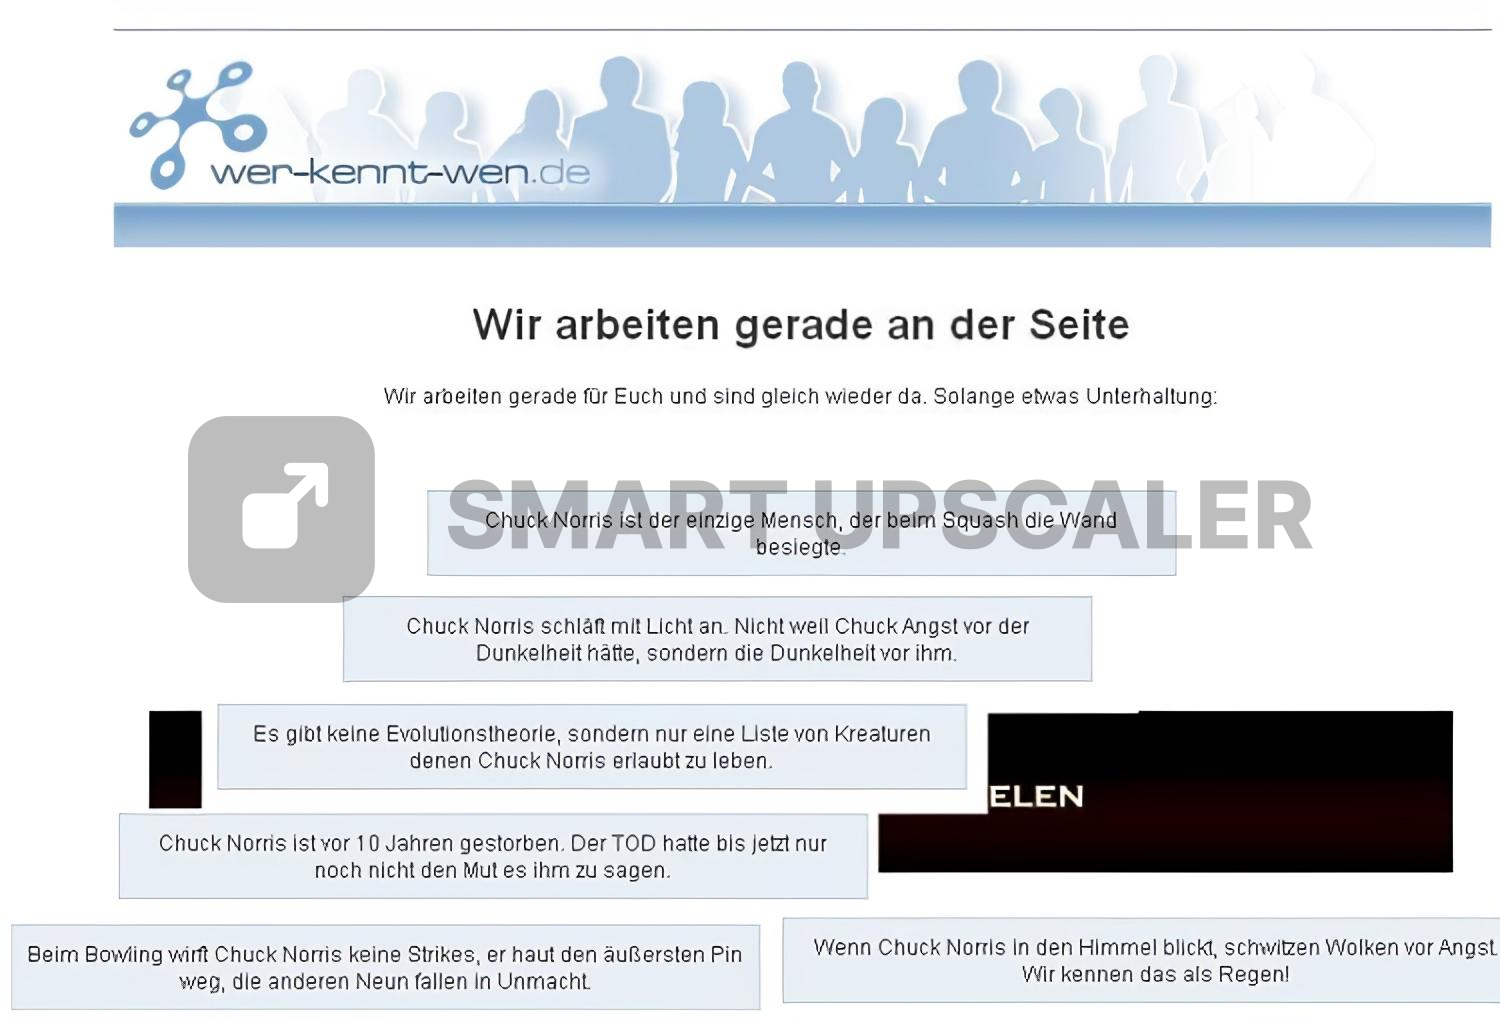 wer-kennt-wen.de
Wir arbeiten gerade an der Seite
Wir arbeiten gerade für Euch und sind gleich wieder da. Solange etwas Unterhaltung:
SMART UPSCALER
Chuck Norris ist der einzige Mensch, der beim Squash die Wand
besiegte.
Chuck Norris schläft mit Licht an. Nicht weil Chuck Angst vor der
Dunkelheit hätte, sondern die Dunkelheit vor ihm.
Es gibt keine Evolutionstheorie, sondern nur eine Liste von Kreaturen
denen Chuck Norris erlaubt zu leben.
ELEN
Chuck Norris ist vor 10 Jahren gestorben. Der TOD hatte bis jetzt nur
noch nicht den Mut es ihm zu sagen.
Beim Bowling wirft Chuck Norris keine Strikes, er haut den äußersten Pin
weg, die anderen Neun fallen in Unmacht.
Wenn Chuck Norris in den Himmel blickt, schwitzen Wolken vor Angst.
Wir kennen das als Regen!